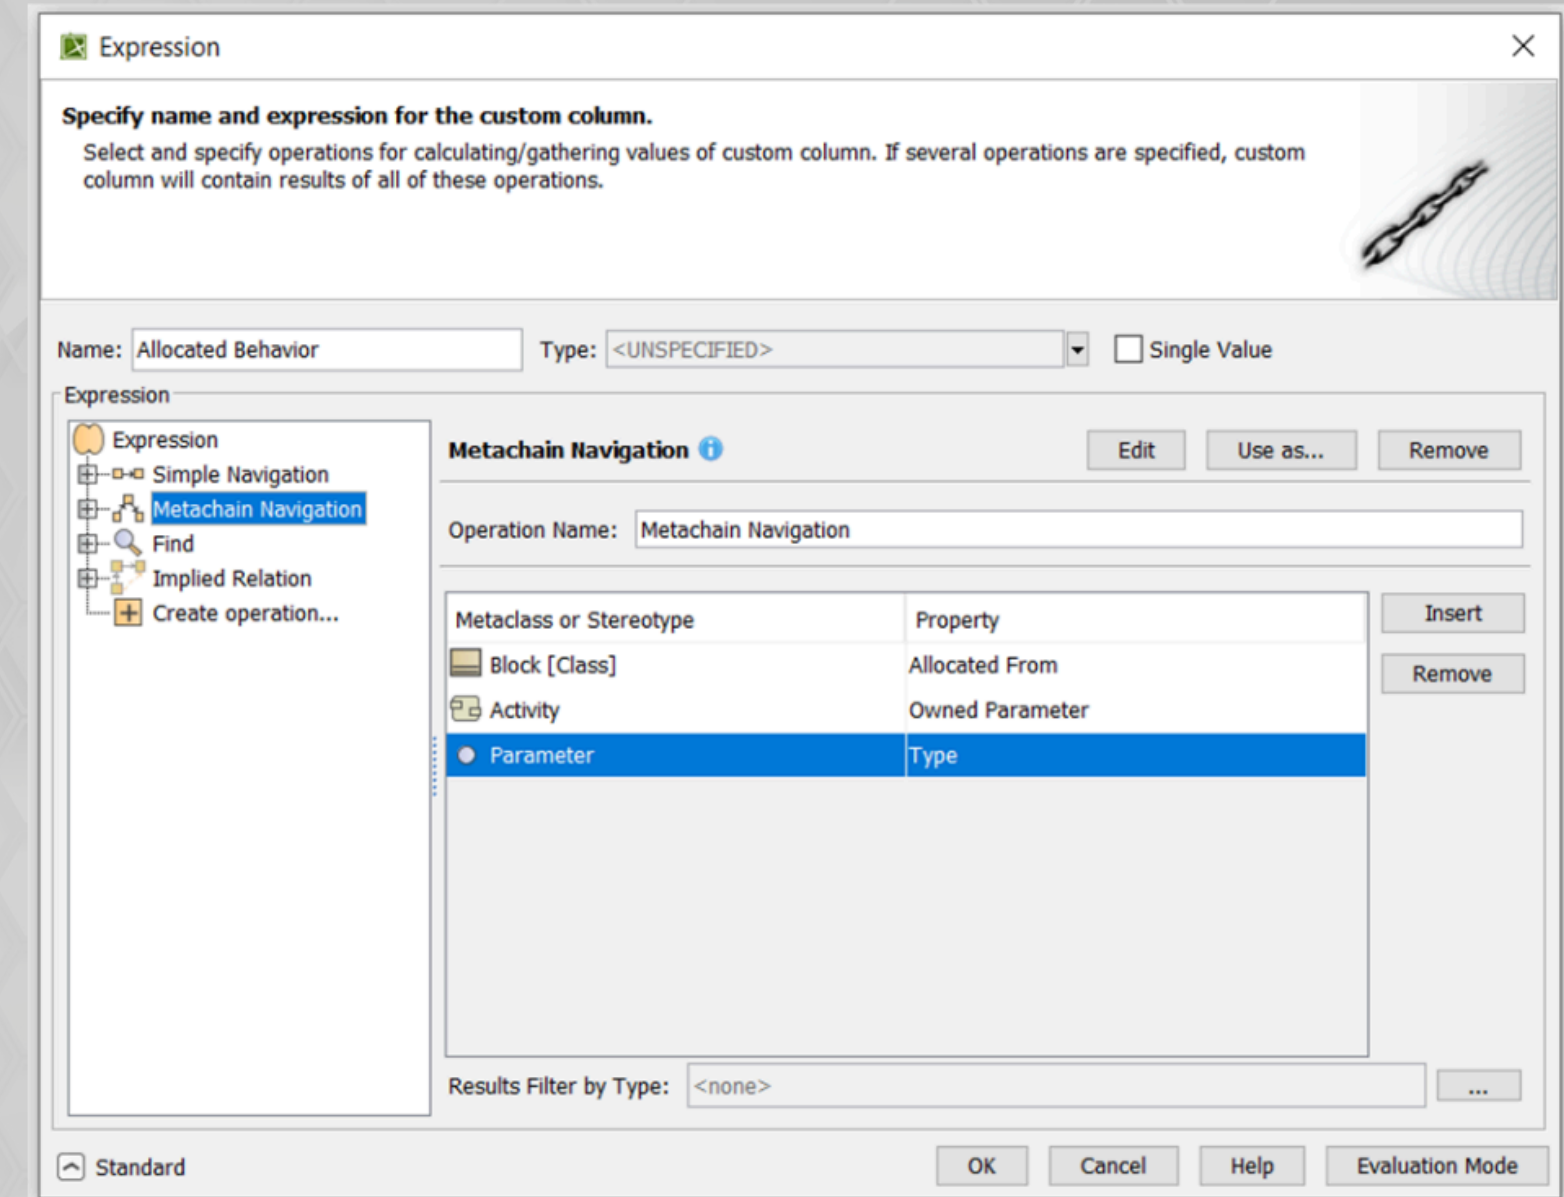 Expression
Specify name and expression for the custom column.
Select and specify operations for calculating/gathering values of custom column. If several operations are specified, custom
column will contain results of all of these operations.
Name: Allocated Behavior Type: <UNSPECIFIED> Single Value
Expression
Expression
Simple Navigation
Metachain Navigation
Find
Implied Relation
Create operation...
Metachain Navigation Edit Use as... Remove
Operation Name: Metachain Navigation
Metaclass or Stereotype Property
Block [Class] Allocated From
Activity Owned Parameter
Parameter Type
Insert
Remove
Results Filter by Type: <none> ...
Standard OK Cancel Help Evaluation Mode